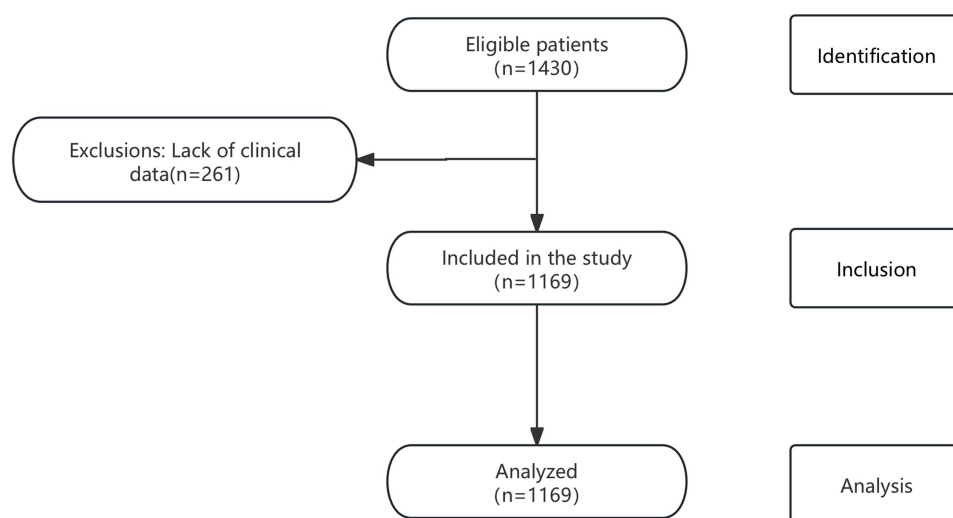 Eligible patients
(n=1430)
Identification
Exclusions: Lack of clinical
data(n=261)
Included in the study
(n=1169)
Inclusion
Analyzed
(n=1169)
Analysis